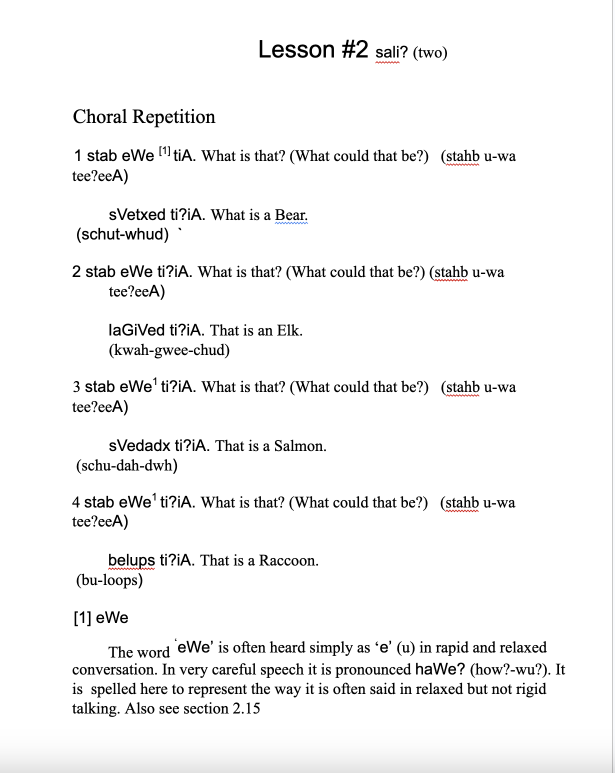 Lesson #2 sali? (two)
Choral Repetition
1 stab eWe [1] tiA. What is that? (What could that be?) (stahb u-wa
tee?eeA)
sVetxed ti?iA. What is a Bear.
(schut-whud) `
2 stab eWe ti?iA. What is that? (What could that be?) (stahb u-wa
tee?eeA)
laGiVed ti?iA. That is an Elk.
(kwah-gwee-chud)
3 stab eWe¹ ti?iA. What is that? (What could that be?) (stahb u-wa
tee?eeA)
sVedadx ti?iA. That is a Salmon.
(schu-dah-dwh)
4 stab eWe¹ ti?iA. What is that? (What could that be?) (stahb u-wa
tee?eeA)
belups ti?iA. That is a Raccoon.
(bu-loops)
[1] eWe
The word ‘eWe’ is often heard simply as ‘e’ (u) in rapid and relaxed
conversation. In very careful speech it is pronounced haWe? (how?-wu?). It
is spelled here to represent the way it is often said in relaxed but not rigid
talking. Also see section 2.15